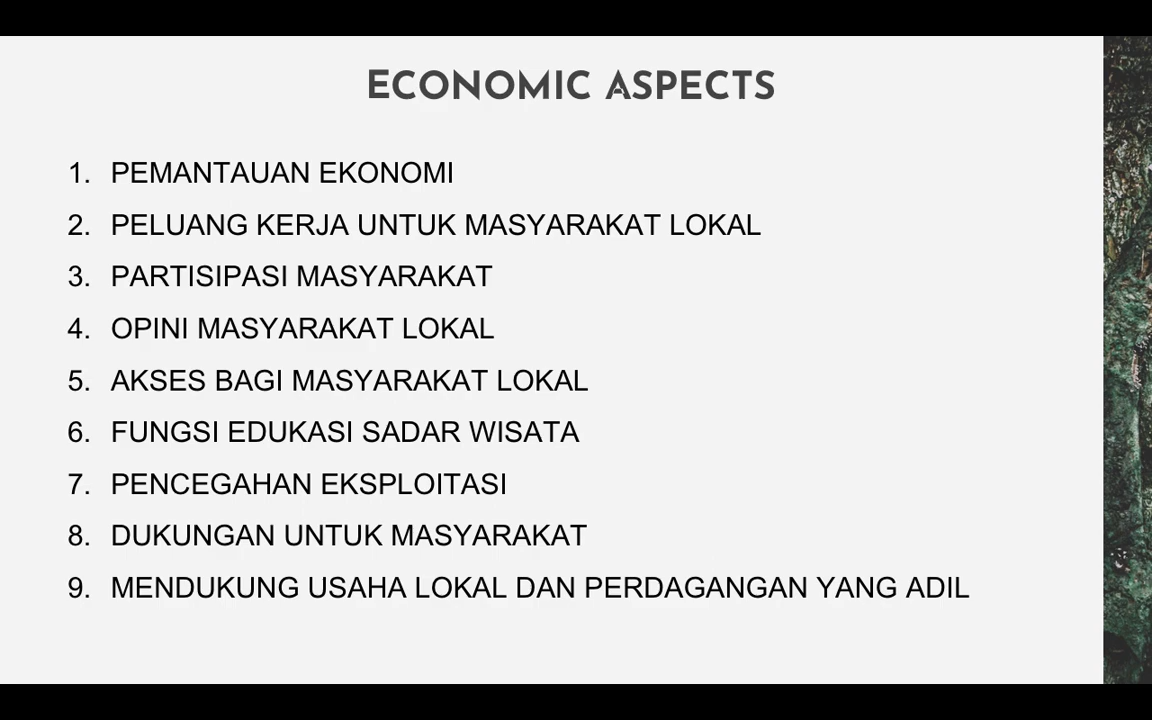 ECONOMIC ASPECTS
1. PEMANTAUAN EKONOMI
2. PELUANG KERJA UNTUK MASYARAKAT LOKAL
3. PARTISIPASI MASYARAKAT
4. OPINI MASYARAKAT LOKAL
5. AKSES BAGI MASYARAKAT LOKAL
6. FUNGSI EDUKASI SADAR WISATA
7. PENCEGAHAN EKSPLOITASI
8. DUKUNGAN UNTUK MASYARAKAT
9. MENDUKUNG USAHA LOKAL DAN PERDAGANGAN YANG ADIL